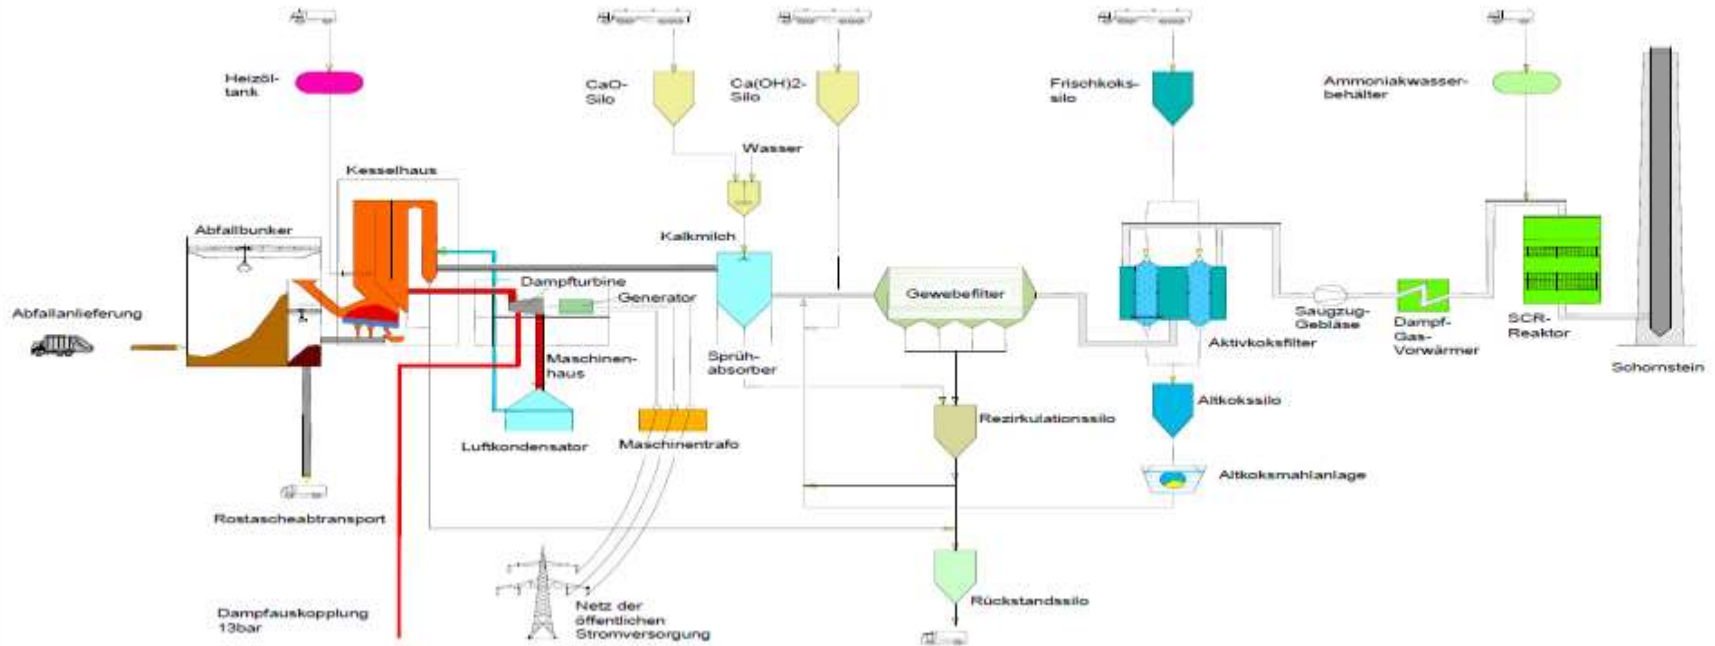 Heizöl-
tank
CaO-
Silo
Ca(OH)2-
Silo
Frischkoks-
silo
Ammoniakwasser-
behälter
Wasser
Kesselhaus
Abfallbunker
Kalkmilch
Dampfturbine
Generator
Gewebefilter
Abfallanlieferung
Saugzug-
Gebläse
Dampf-
Gas-
Vorwärmer
SCR-
Reaktor
Aktivkoksfilter
Maschinen-
haus
Sprüh-
absorber
Schornstein
Altkokssilo
Rezirkulationssilo
Luftkondensator
Maschinentrafo
Altkoksmahlanlage
Rostascheabtransport
Dampfauskopplung
13bar
Netz der
öffentlichen
Stromversorgung
Rückstandssilo